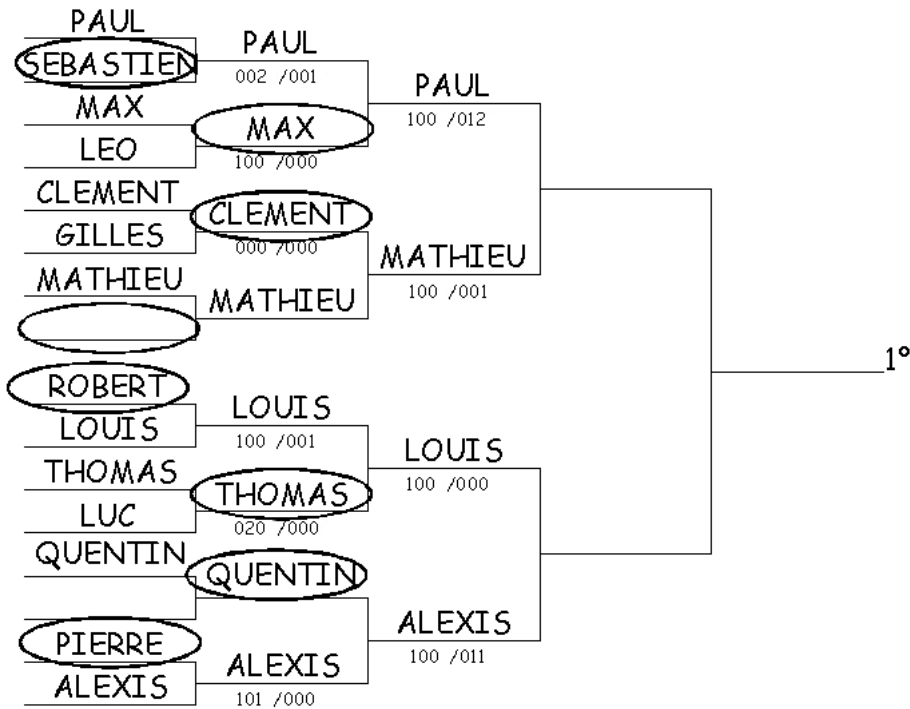 PAUL
SEBASTIEN
MAX
LEO
CLEMENT
GILLES
MATHIEU
ROBERT
LOUIS
THOMAS
LUC
QUENTIN
PIERRE
ALEXIS
PAUL
002 /001
MAX
100 /000
CLEMENT
000 /000
MATHIEU
LOUIS
100 /001
THOMAS
020 /000
QUENTIN
ALEXIS
101 /000
PAUL
100 /012
MATHIEU
100 /001
LOUIS
100 /000
ALEXIS
100 /011
1°